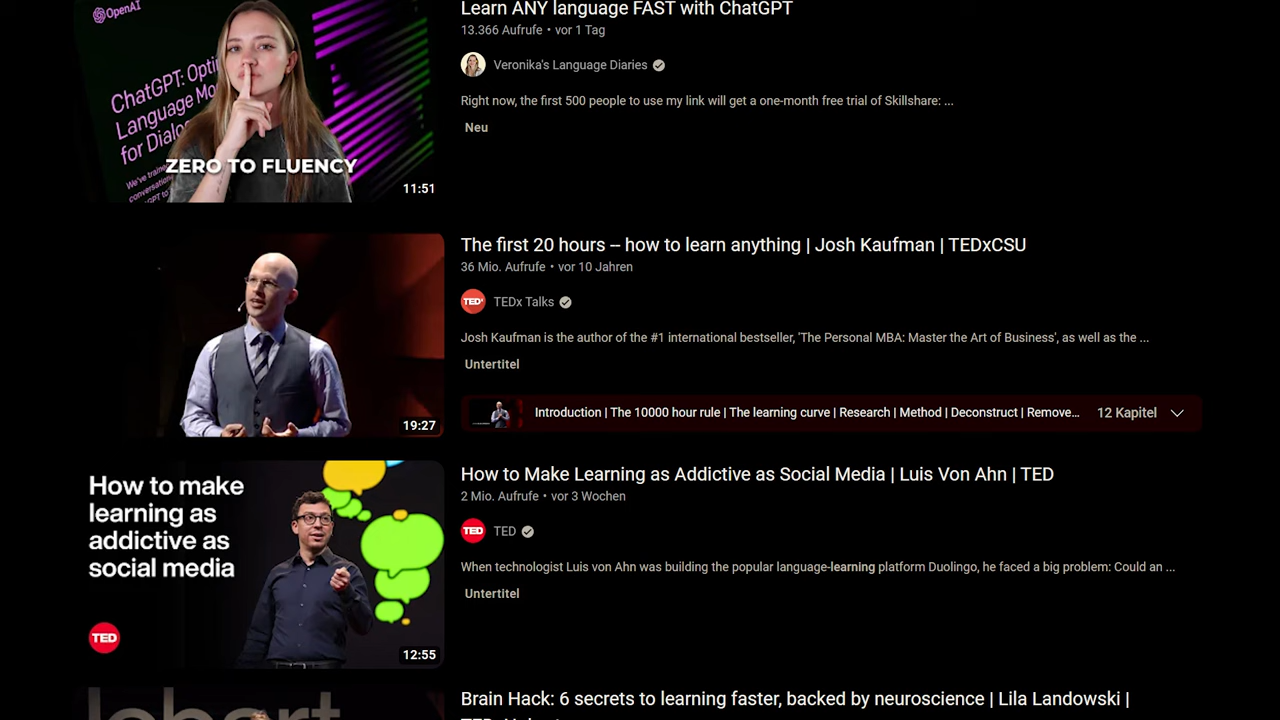 OpenAI
Learn ANY language FAST with ChatGPT
13.366 Aufrufe • vor 1 Tag
Veronika's Language Diaries
Right now, the first 500 people to use my link will get a one-month free trial of Skillshare: ...
Neu
ChatGPT: Opti
Language Mo
for Dialo
We've traine
conversation
ZERO TO FLUENCY
11:51
The first 20 hours -- how to learn anything | Josh Kaufman | TEDxCSU
36 Mio. Aufrufe • vor 10 Jahren
TEDx
TEDx Talks
Josh Kaufman is the author of the #1 international bestseller, 'The Personal MBA: Master the Art of Business', as well as the ...
Untertitel
Introduction | The 10000 hour rule | The learning curve | Research | Method | Deconstruct | Remove... 12 Kapitel
19:27
How to Make Learning as Addictive as Social Media | Luis Von Ahn | TED
2 Mio. Aufrufe • vor 3 Wochen
TED
TED
When technologist Luis von Ahn was building the popular language-learning platform Duolingo, he faced a big problem: Could an ...
Untertitel
How to make
learning as
addictive as
social media
TED
12:55
Brain Hack: 6 secrets to learning faster, backed by neuroscience | Lila Landowski |